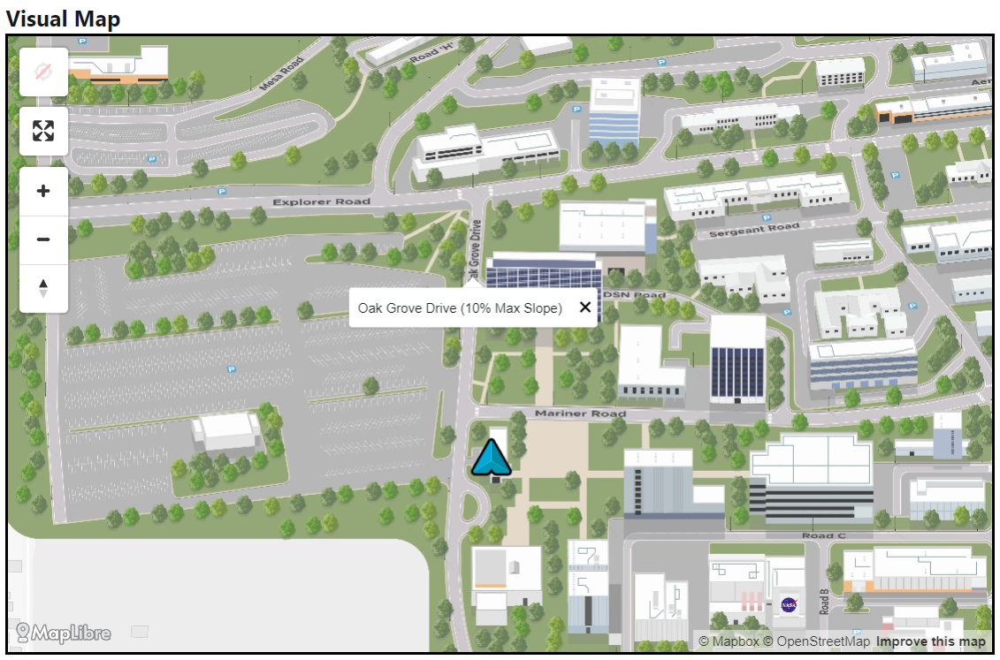 Visual Map
P
P
Road 'H'
Mesa Road
P
P
P
Explorer Road
P
P
Sergeant Road
Oak Grove Drive
DSN Road
P
P
Oak Grove Drive (10% Max Slope) ×
P
Mariner Road
Road C
NASA
Road B
P
MapLibre
© Mapbox © OpenStreetMap Improve this map